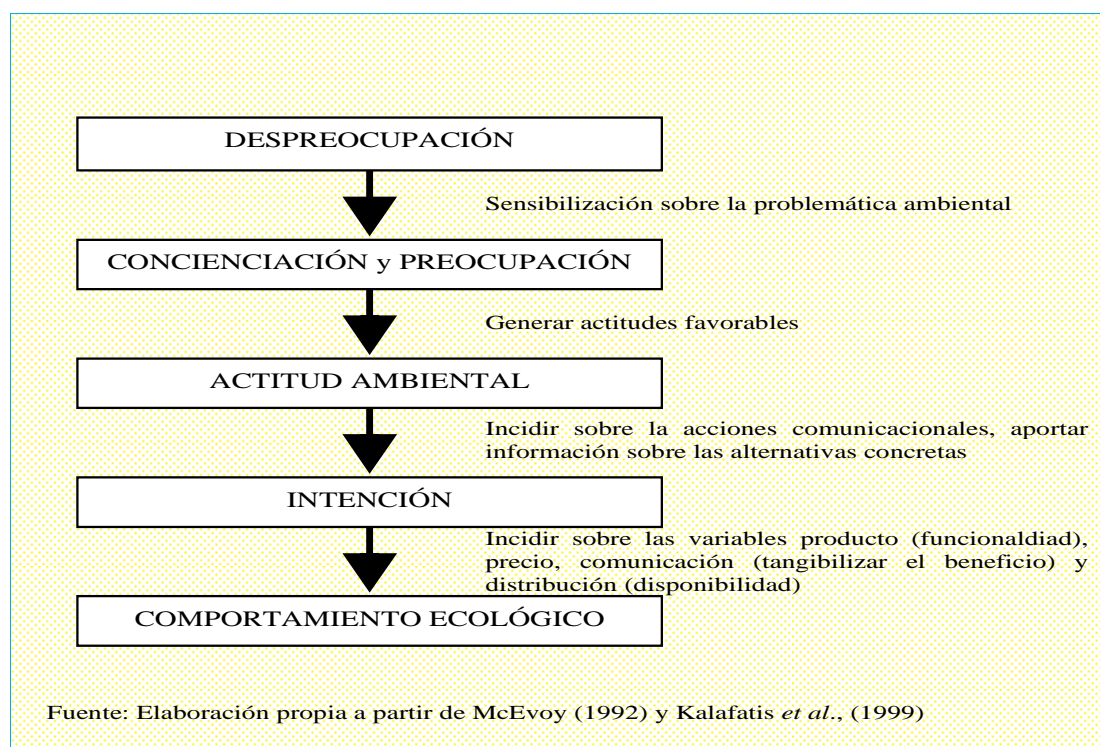 DESPREOCUPACIÓN
Sensibilización sobre la problemática ambiental
CONCIENCIACIÓN y PREOCUPACIÓN
Generar actitudes favorables
ACTITUD AMBIENTAL
Incidir sobre la acciones comunicacionales, aportar
información sobre las alternativas concretas
INTENCIÓN
Incidir sobre las variables producto (funcionaldiad),
precio, comunicación (tangibilizar el beneficio) y
distribución (disponibilidad)
COMPORTAMIENTO ECOLÓGICO
Fuente: Elaboración propia a partir de McEvoy (1992) y Kalafatis et al., (1999)